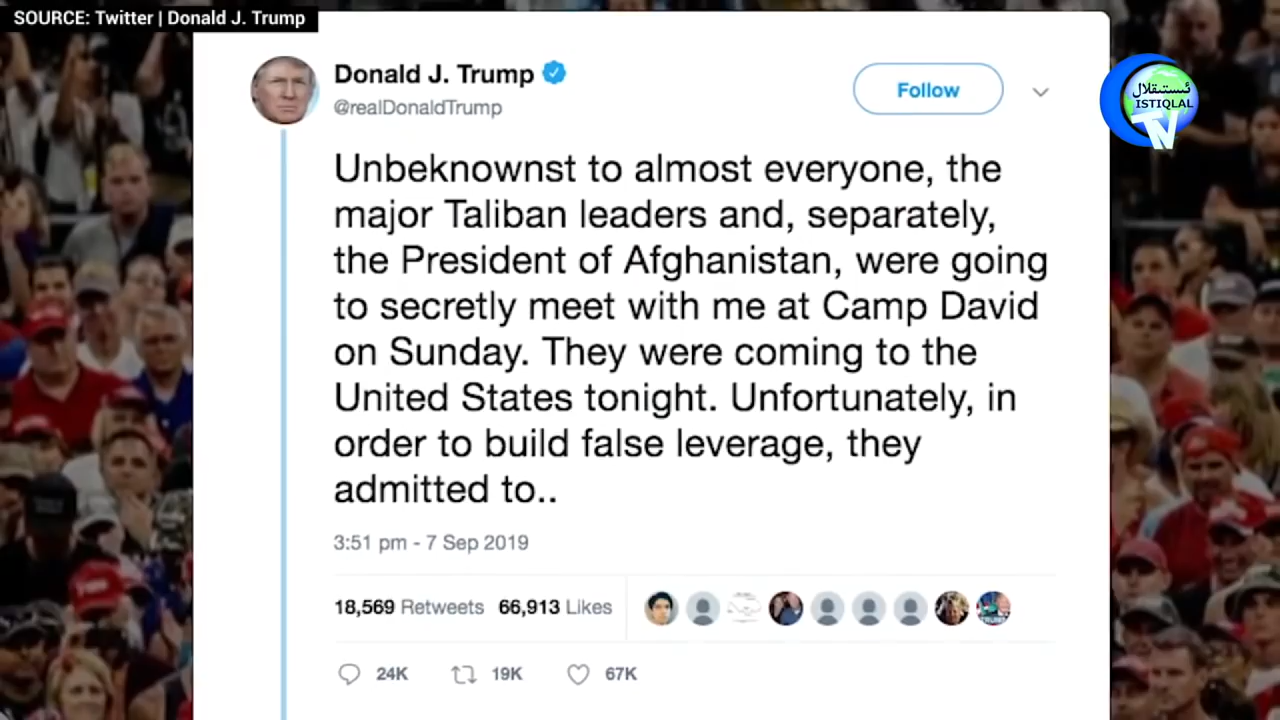 SOURCE: Twitter | Donald J. Trump
Donald J. Trump
@realDonaldTrump
Follow
ئىستىقلال
ISTIQLAL
TV
Unbeknownst to almost everyone, the
major Taliban leaders and, separately,
the President of Afghanistan, were going
to secretly meet with me at Camp David
on Sunday. They were coming to the
United States tonight. Unfortunately, in
order to build false leverage, they
admitted to..
3:51 pm - 7 Sep 2019
18,569 Retweets 66,913 Likes
24K 19K 67K